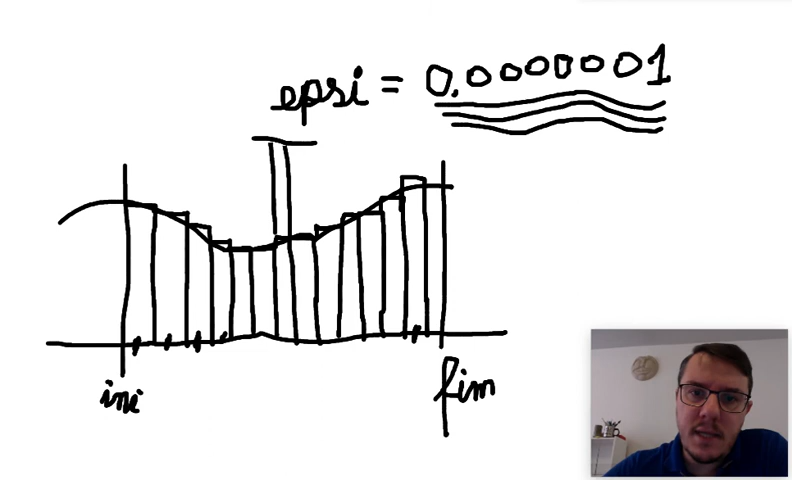 epsi = 0.0000001
ini
fim